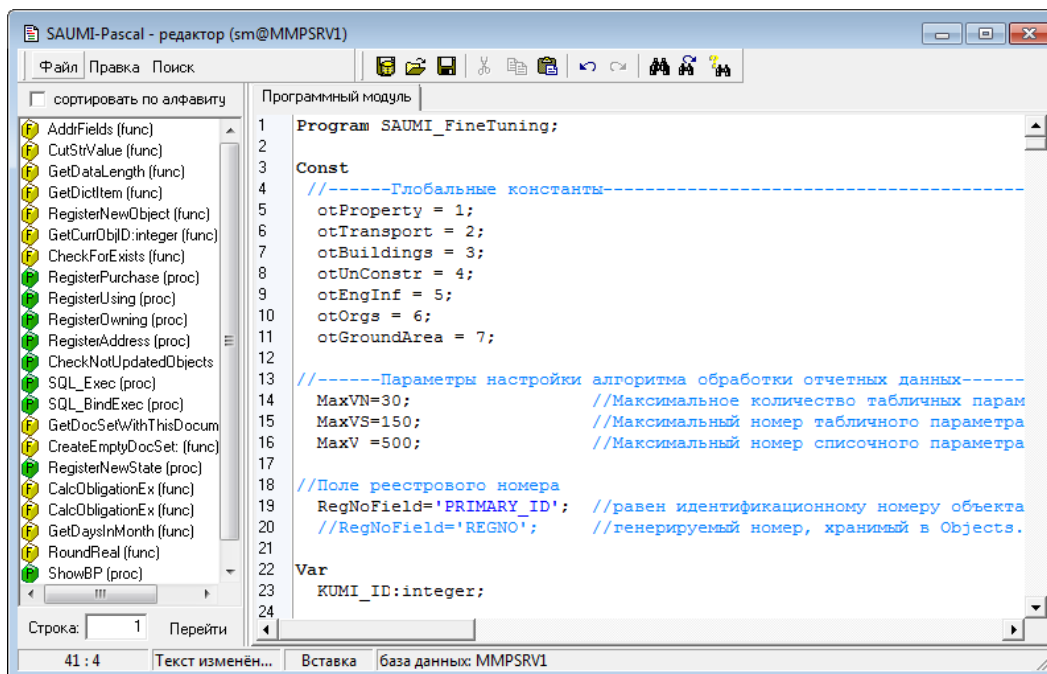 SAUMI-Pascal - редактор (sm@MMPSRV1)
Файл Правка Поиск
сортировать по алфавиту
Программный модуль
AddrFields (func)
CutStrValue (func)
GetDataLength (func)
GetDictItem (func)
RegisterNewObject (func)
GetCurrObjID:integer (func)
CheckForExists (func)
RegisterPurchase (proc)
RegisterUsing (proc)
RegisterOwning (proc)
RegisterAddress (proc)
CheckNotUpdatedObjects
SQL_Exec (proc)
SQL_BindExec (proc)
GetDocSetWithThisDocum
CreateEmptyDocSet: (func)
RegisterNewState (proc)
CalcObligationEx (func)
CalcObligationEx (func)
GetDaysInMonth (func)
RoundReal (func)
ShowBP (proc)
1 Program SAUMI_FineTuning;
2
3 Const
4 //------Глобальные константы----------------------------------------
5 otProperty = 1;
6 otTransport = 2;
7 otBuildings = 3;
8 otUnConstr = 4;
9 otEngInf = 5;
10 otOrgs = 6;
11 otGroundArea = 7;
12
13 //------Параметры настройки алгоритма обработки отчетных данных------
14 MaxVN=30; //Максимальное количество табличных парам
15 MaxVS=150; //Максимальный номер табличного параметра
16 MaxV =500; //Максимальный номер списочного параметра
17
18 //Поле реестрового номера
19 RegNoField='PRIMARY_ID'; //равен идентификационному номеру объекта
20 //RegNoField='REGNO'; //генерируемый номер, хранимый в Objects.
21
22 Var
23 KUMI_ID:integer;
24
Строка: 1 Перейти
41 : 4 Текст изменён... Вставка база данных: MMPSRV1